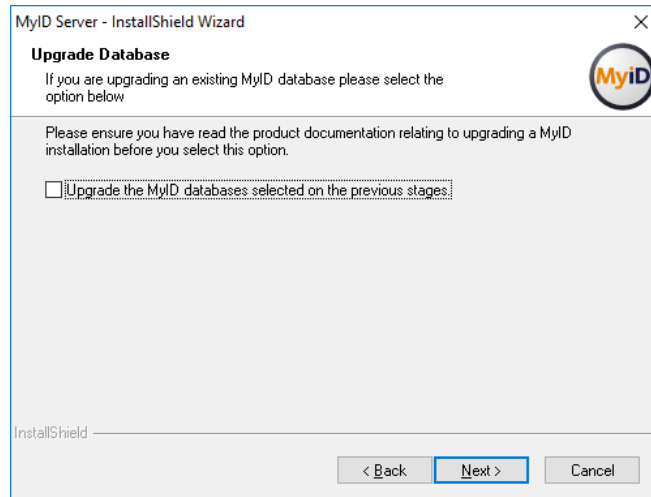 MyID Server - InstallShield Wizard
Upgrade Database
If you are upgrading an existing MyID database please select the
option below
MyiD
Please ensure you have read the product documentation relating to upgrading a MyID
installation before you select this option.
Upgrade the MyID databases selected on the previous stages.
InstallShield
< Back
Next >
Cancel